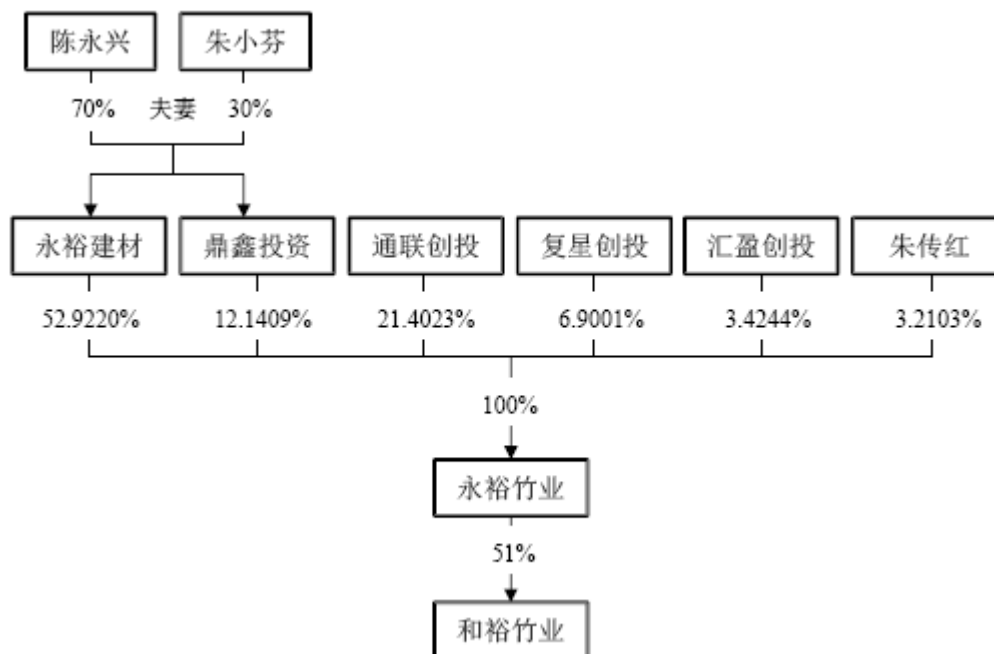 陈永兴 朱小芬
70% 夫妻 30%
永裕建材 鼎鑫投资 通联创投 复星创投 汇盈创投 朱传红
52.9220% 12.1409% 21.4023% 6.9001% 3.4244% 3.2103%
100%
永裕竹业
51%
和裕竹业